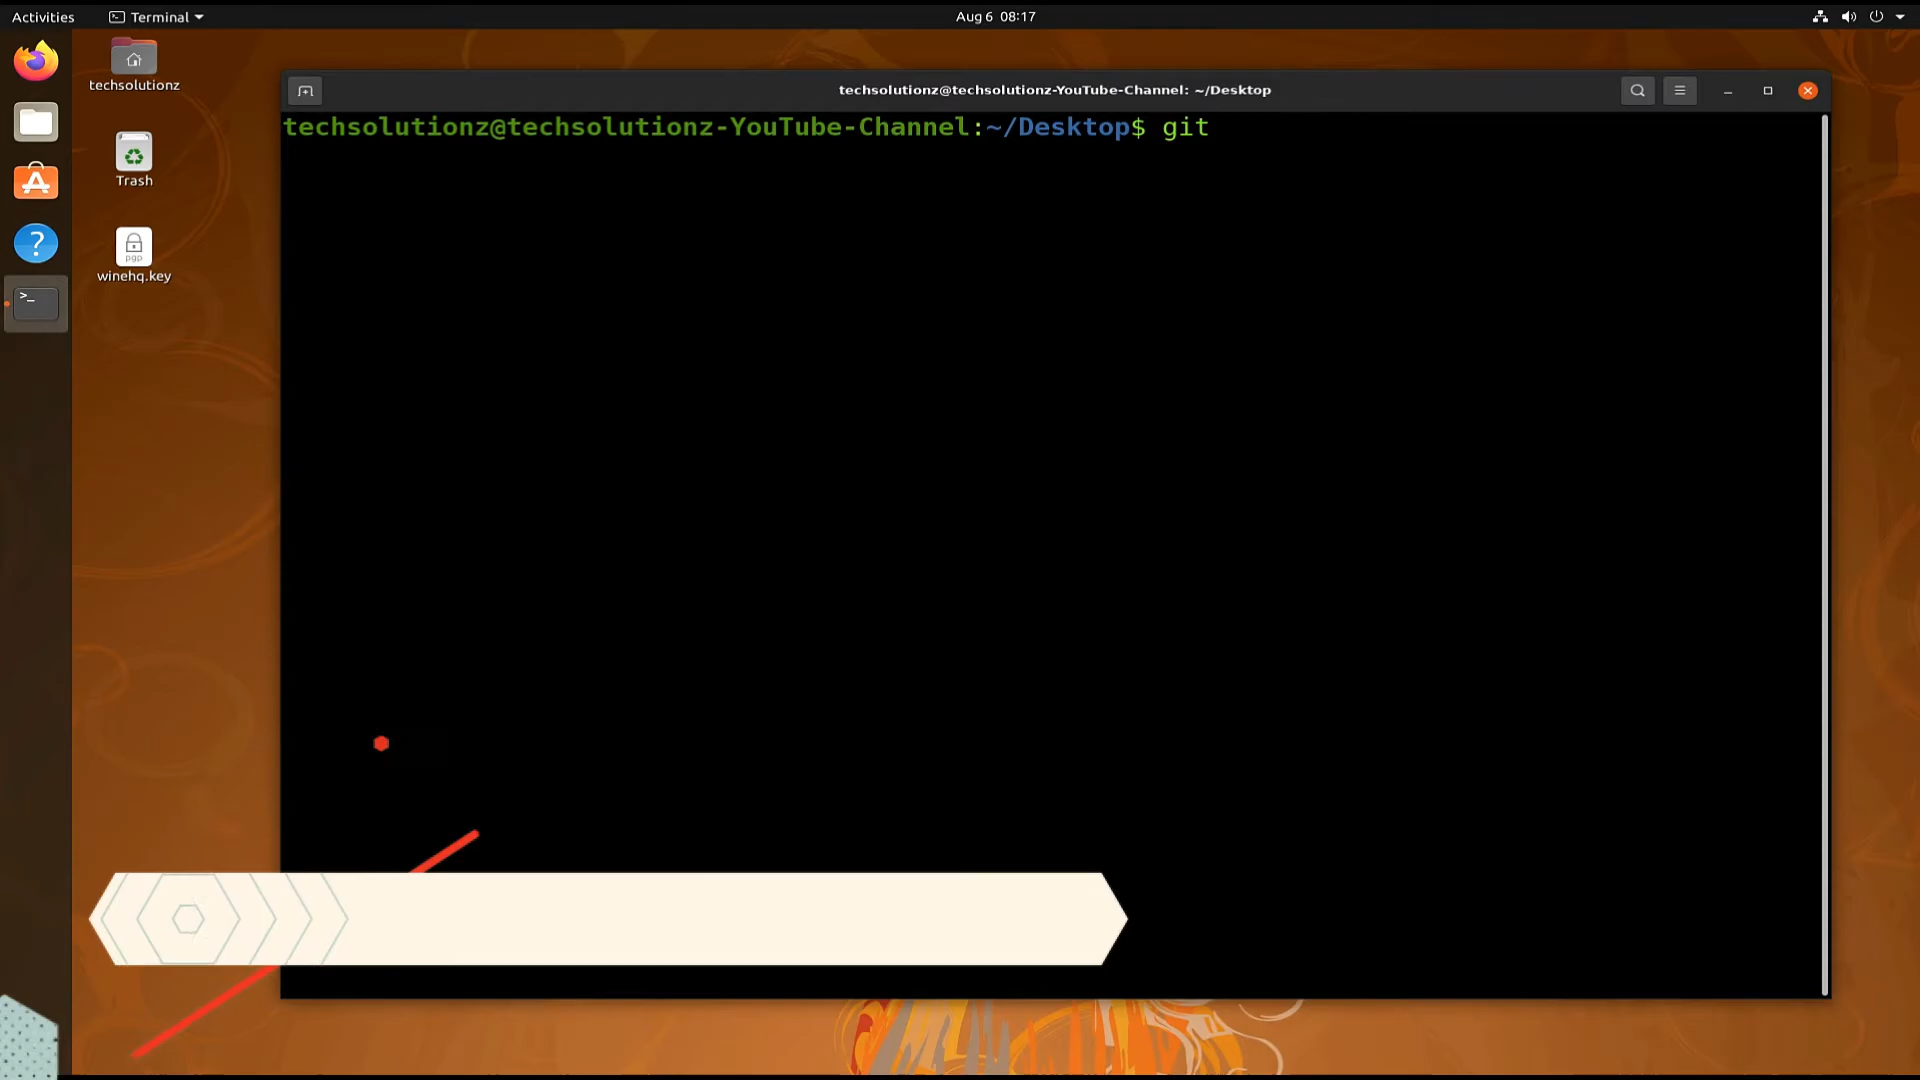 Activities
Terminal
Aug 6 08:17
techsolutionz
Trash
pgp
winehq.key
techsolutionz@techsolutionz-YouTube-Channel: ~/Desktop
techsolutionz@techsolutionz-YouTube-Channel:~/Desktop$ git